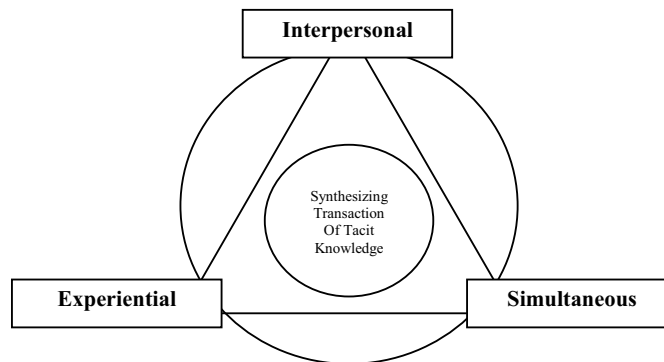 Interpersonal
Synthesizing
Transaction
Of Tacit
Knowledge
Experiential
Simultaneous